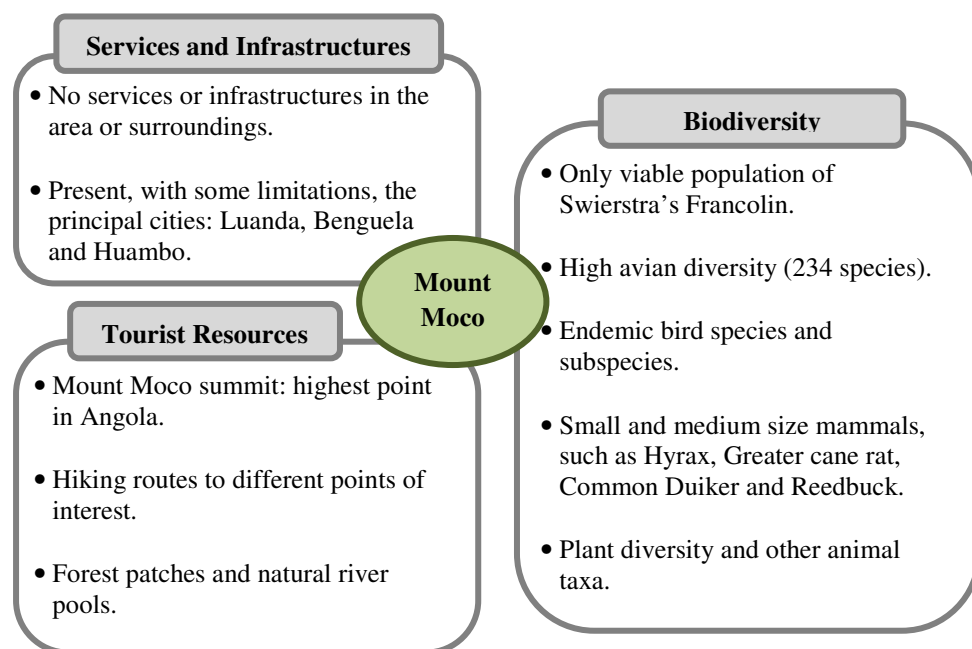 Services and Infrastructures
• No services or infrastructures in the
area or surroundings.
• Present, with some limitations, the
principal cities: Luanda, Benguela
and Huambo.
Mount
Moco
Tourist Resources
• Mount Moco summit: highest point
in Angola.
• Hiking routes to different points of
interest.
• Forest patches and natural river
pools.
Biodiversity
• Only viable population of
Swierstra’s Francolin.
• High avian diversity (234 species).
• Endemic bird species and
subspecies.
• Small and medium size mammals,
such as Hyrax, Greater cane rat,
Common Duiker and Reedbuck.
• Plant diversity and other animal
taxa.